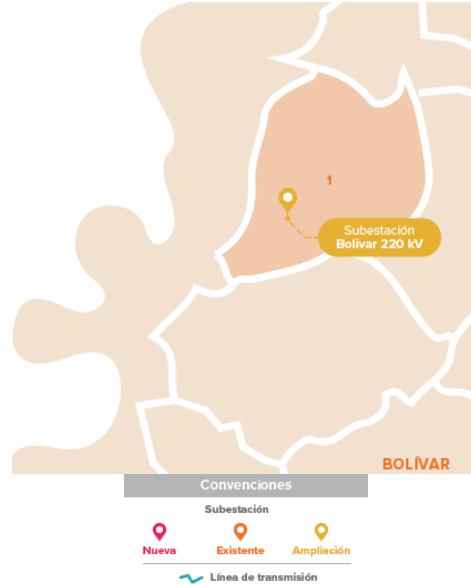 1
Subestación
Bolívar 220 kV
BOLÍVAR
Convenciones
Subestación
Nueva Existente Ampliación
Línea de transmisión